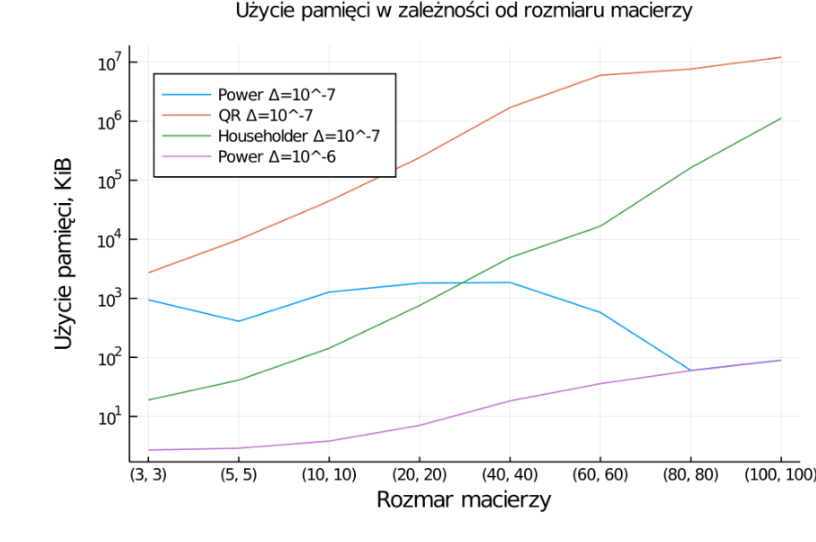 Użycie pamięci w zależności od rozmiaru macierzy
Użycie pamięci, KiB
10^7
10^6
10^5
10^4
10^3
10^2
10^1
Power Δ=10^-7
QR Δ=10^-7
Householder Δ=10^-7
Power Δ=10^-6
(3, 3) (5, 5) (10, 10) (20, 20) (40, 40) (60, 60) (80, 80) (100, 100)
Rozmar macierzy